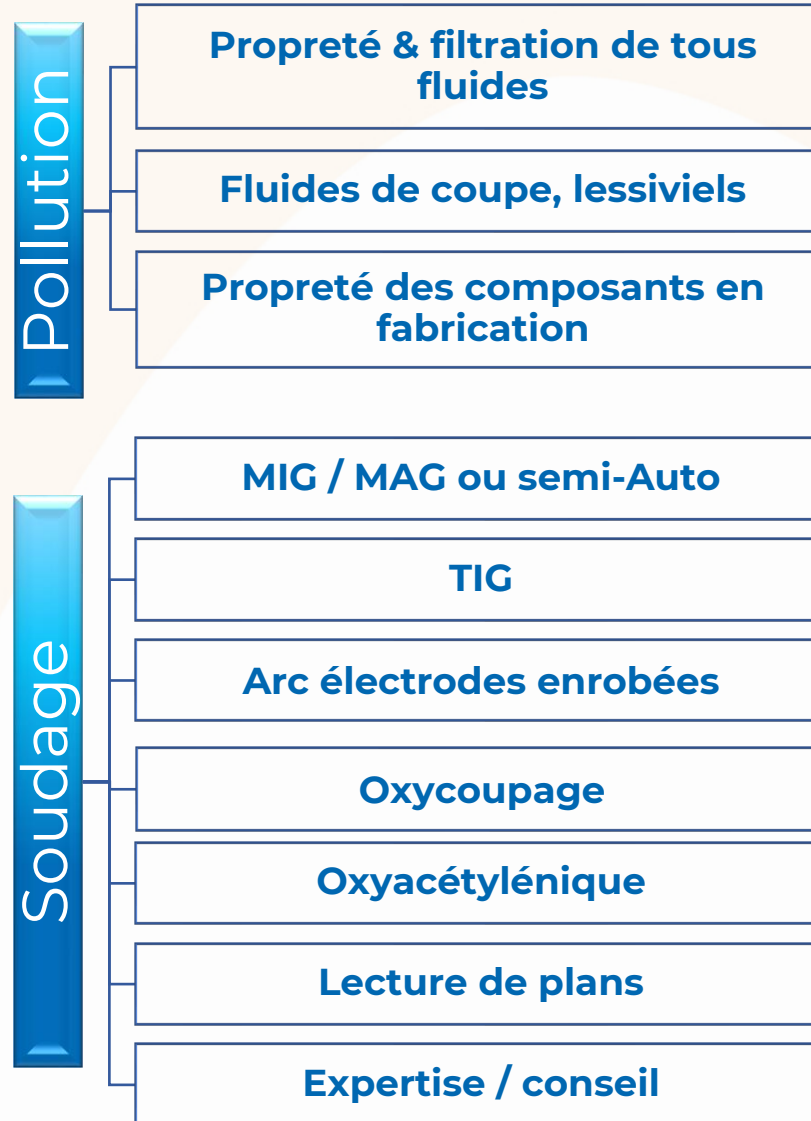 Pollution
Propreté & filtration de tous
fluides
Fluides de coupe, lessiviels
Propreté des composants en
fabrication
Soudage
MIG / MAG ou semi-Auto
TIG
Arc électrodes enrobées
Oxycoupage
Oxyacétylénique
Lecture de plans
Expertise / conseil